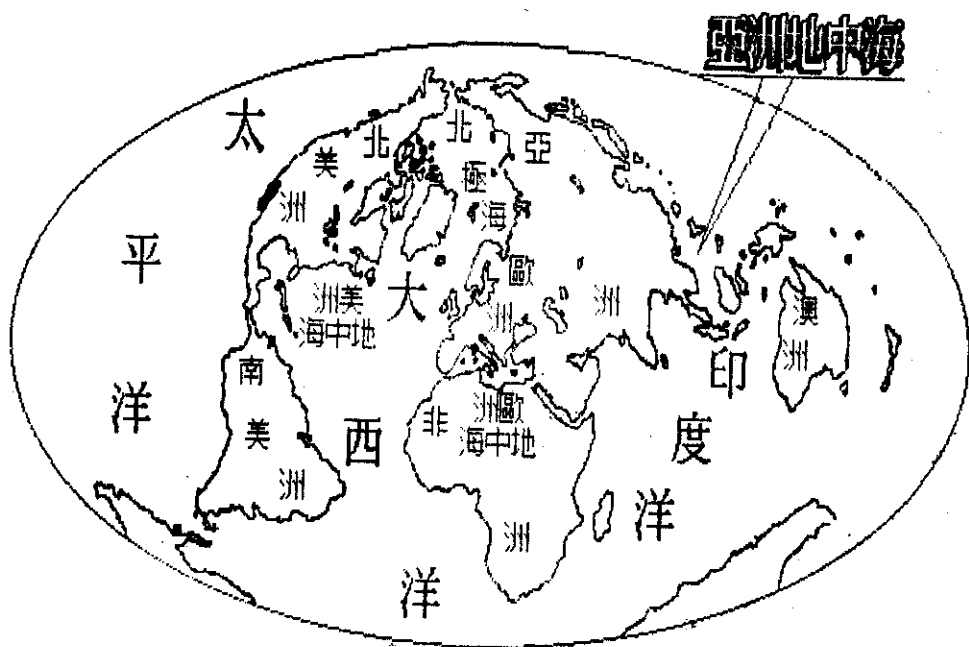 亞洲地中海
太平洋
北美洲
北極海
亞洲
歐洲
洲美
海中地
大西洋
南美洲
非洲
洲歐
海中地
印度洋
澳洲